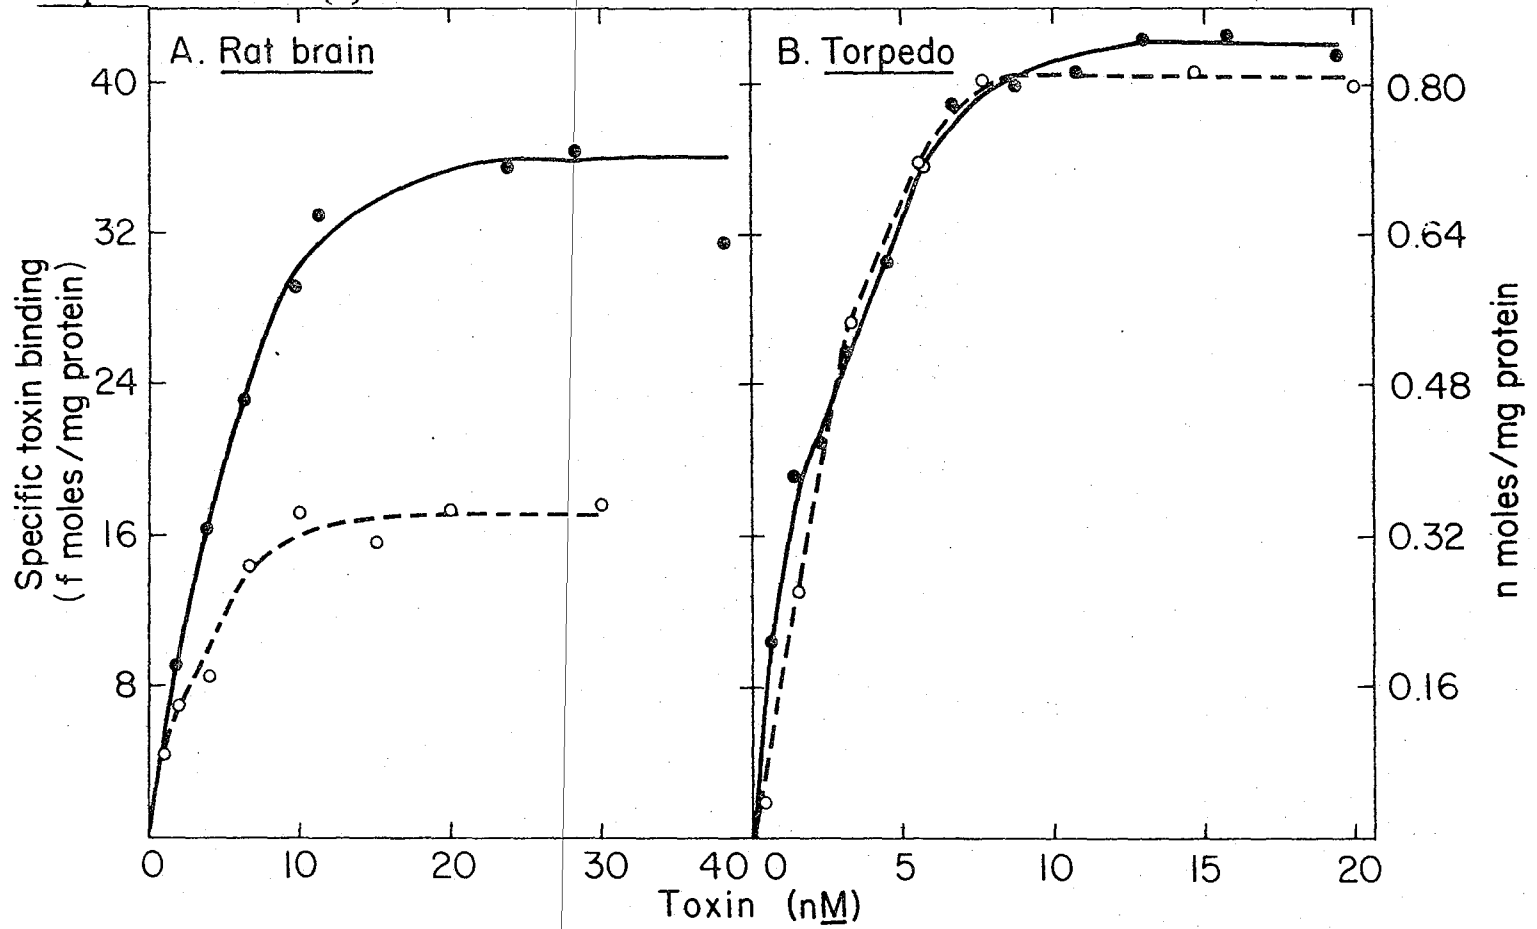 A. Rat brain
B. Torpedo
40
32
24
16
8
Specific toxin binding
(f moles/mg protein)
0.80
0.64
0.48
0.32
0.16
n moles/mg protein
0 10 20 30 40 0 5 10 15 20
Toxin (nM)